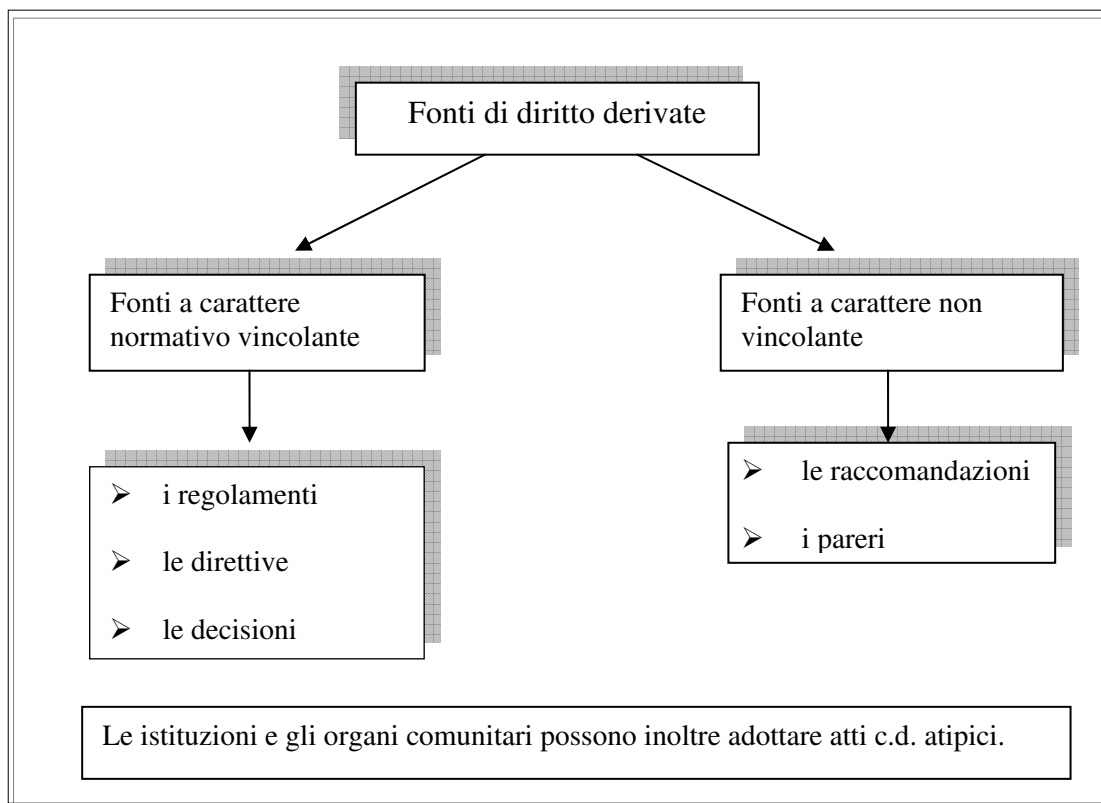 Fonti di diritto derivate
Fonti a carattere
normativo vincolante
Fonti a carattere non
vincolante
➢ i regolamenti
➢ le direttive
➢ le decisioni
➢ le raccomandazioni
➢ i pareri
Le istituzioni e gli organi comunitari possono inoltre adottare atti c.d. atipici.